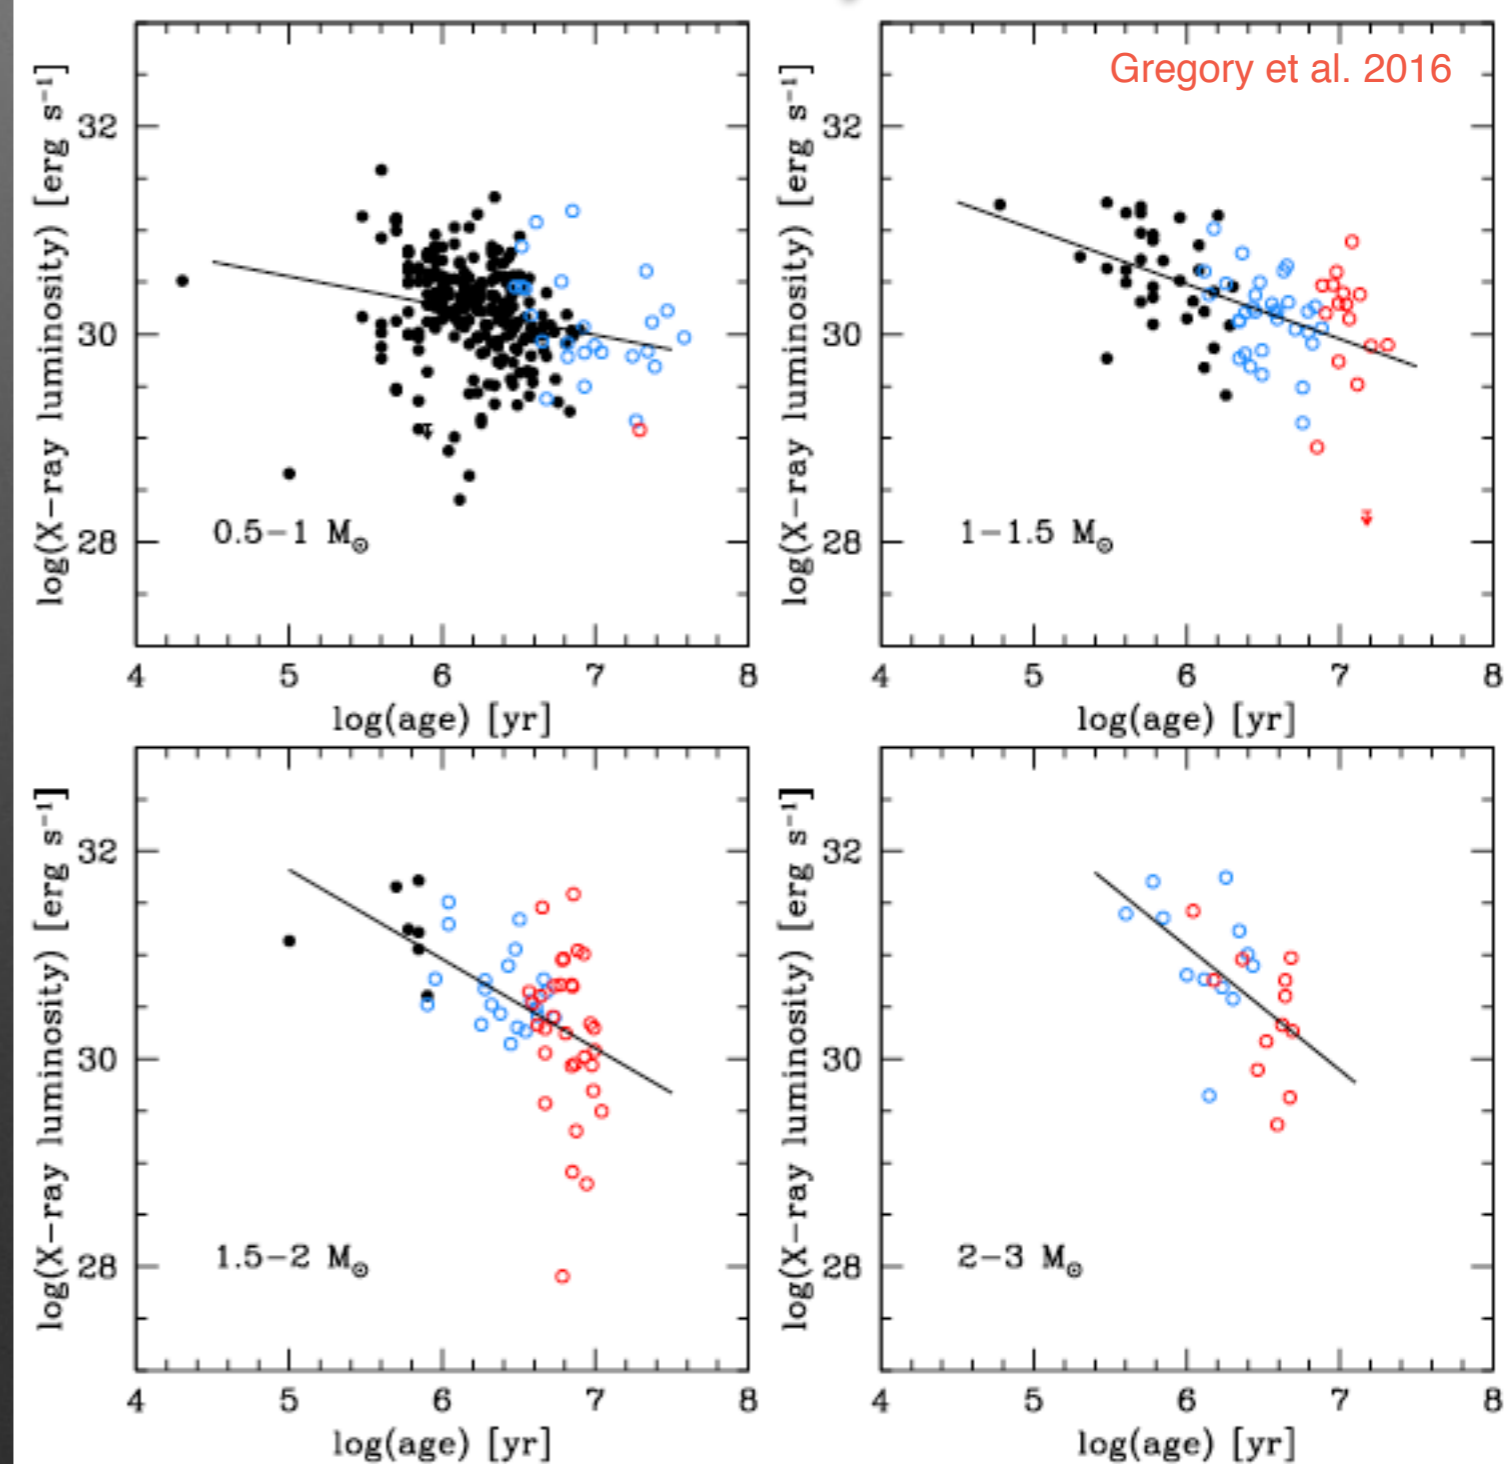 Gregory et al. 2016
log(X-ray luminosity) [erg s⁻¹]
32
30
28
0.5-1 M⊙
4 5 6 7 8
log(age) [yr]
log(X-ray luminosity) [erg s⁻¹]
32
30
28
1-1.5 M⊙
4 5 6 7 8
log(age) [yr]
log(X-ray luminosity) [erg s⁻¹]
32
30
28
1.5-2 M⊙
4 5 6 7 8
log(age) [yr]
log(X-ray luminosity) [erg s⁻¹]
32
30
28
2-3 M⊙
4 5 6 7 8
log(age) [yr]